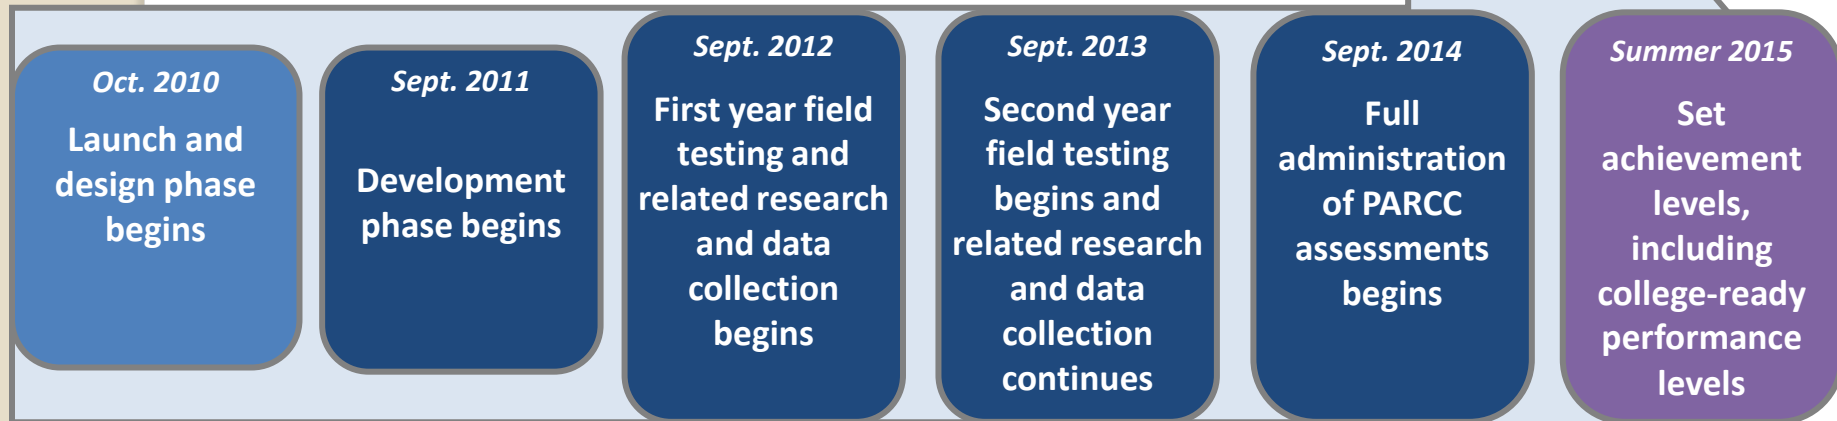 Oct. 2010
Launch and
design phase
begins
Sept. 2011
Development
phase begins
Sept. 2012
First year field
testing and
related research
and data
collection
begins
Sept. 2013
Second year
field testing
begins and
related research
and data
collection
continues
Sept. 2014
Full
administration
of PARCC
assessments
begins
Summer 2015
Set
achievement
levels,
including
college-ready
performance
levels